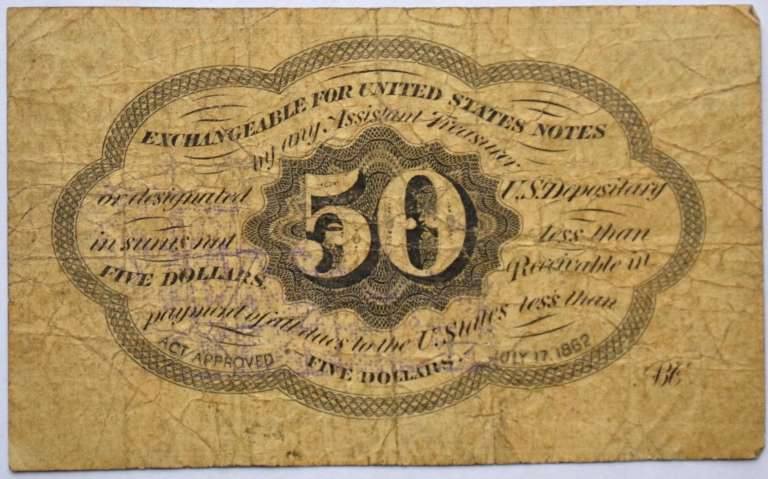 EXCHANGEABLE FOR UNITED STATES NOTES
by any Assistant Treasurer
or designated U.S. Depositary
50
in sums not less than
FIVE DOLLARS. Receivable in
payment of all dues to the U. States less than
FIVE DOLLARS.
ACT APPROVED JULY 17, 1862